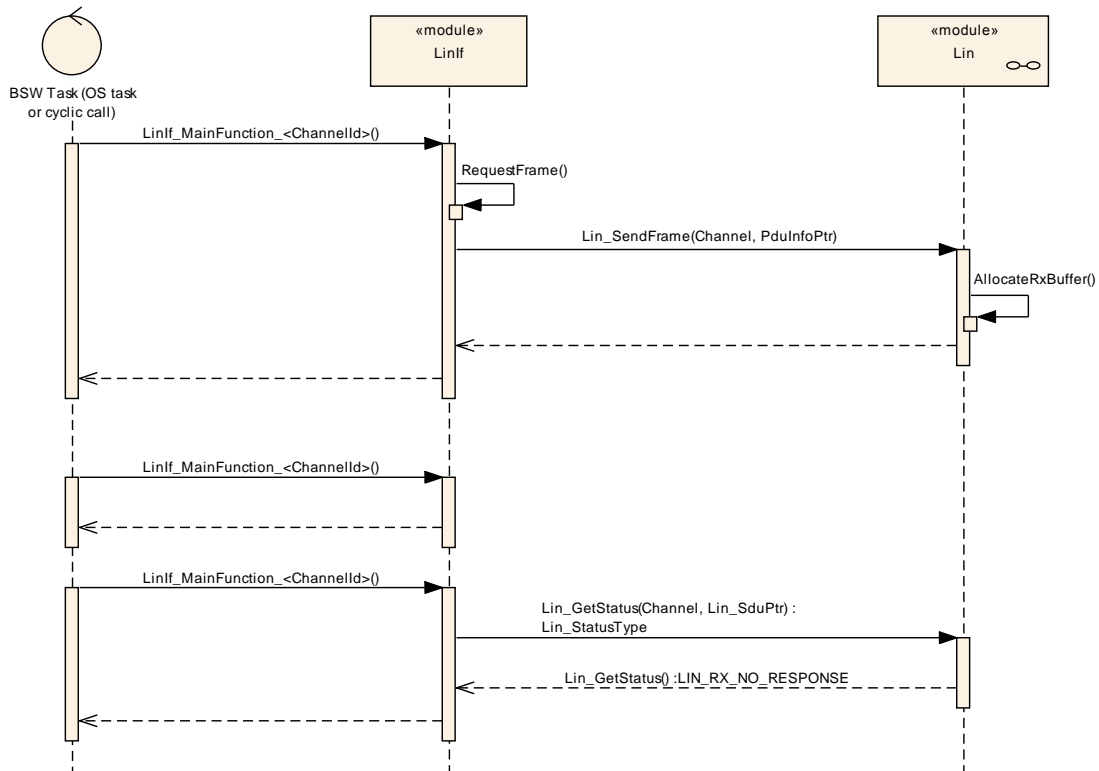 «module»
LinIf
«module»
Lin
BSW Task (OS task
or cyclic call)
LinIf_MainFunction_<ChannelId>()
RequestFrame()
Lin_SendFrame(Channel, PduInfoPtr)
AllocateRxBuffer()
LinIf_MainFunction_<ChannelId>()
LinIf_MainFunction_<ChannelId>()
Lin_GetStatus(Channel, Lin_SduPtr) :
Lin_StatusType
Lin_GetStatus() :LIN_RX_NO_RESPONSE